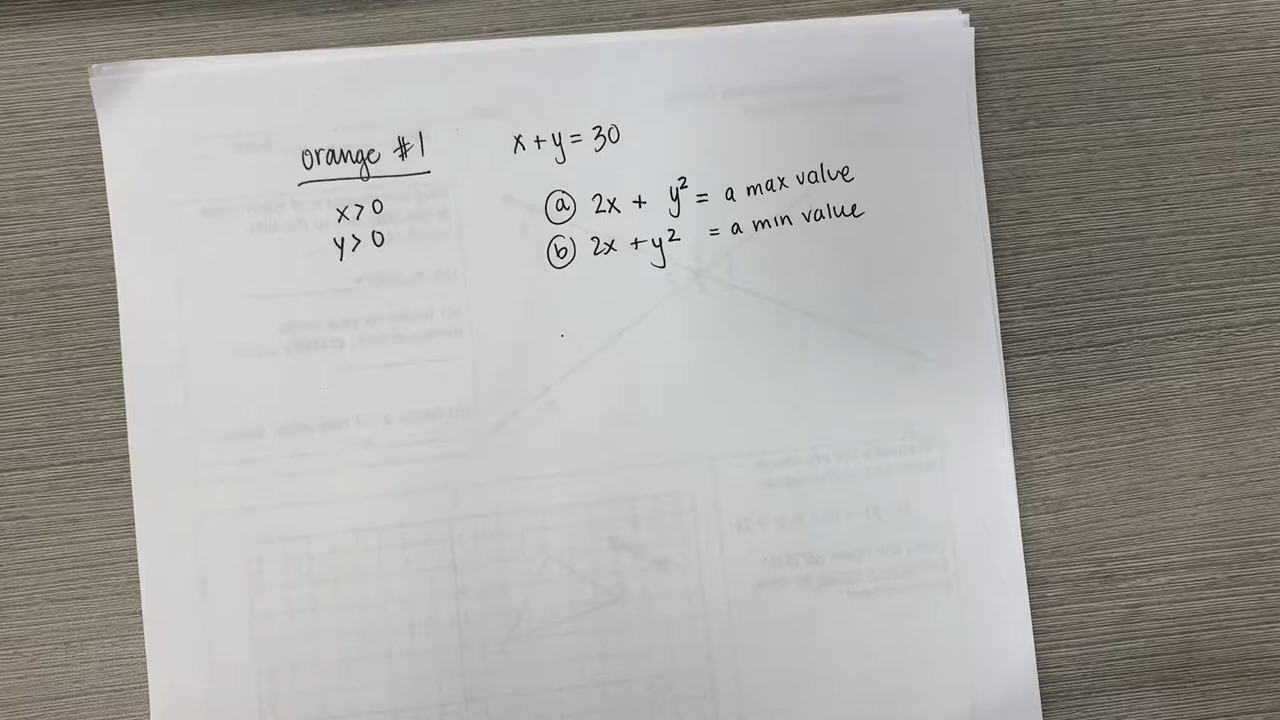 orange #1
x > 0
y > 0
x + y = 30
ⓐ 2x + y² = a max value
ⓑ 2x + y² = a min value